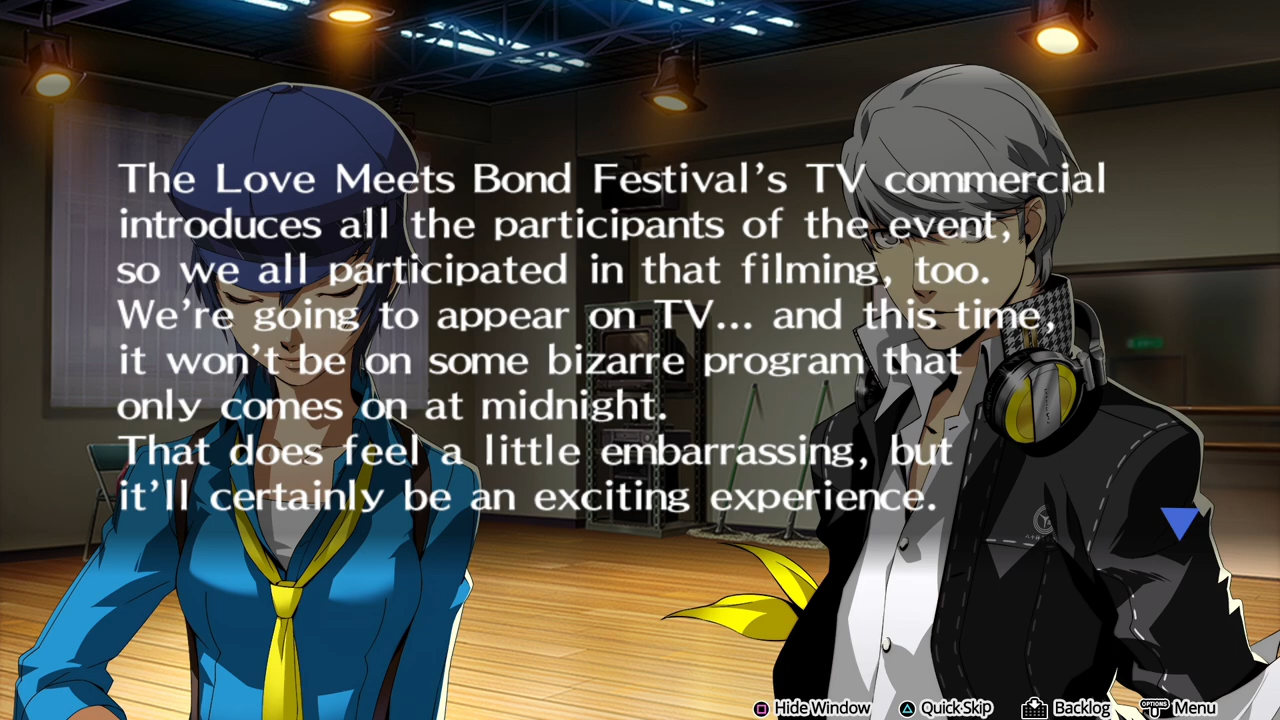 The Love Meets Bond Festival's TV commercial
introduces all the participants of the event,
so we all participated in that filming, too.
We're going to appear on TV... and this time,
it won't be on some bizarre program that
only comes on at midnight.
That does feel a little embarrassing, but
it'll certainly be an exciting experience.
Hide Window Quick Skip OPTIONS Backlog Menu